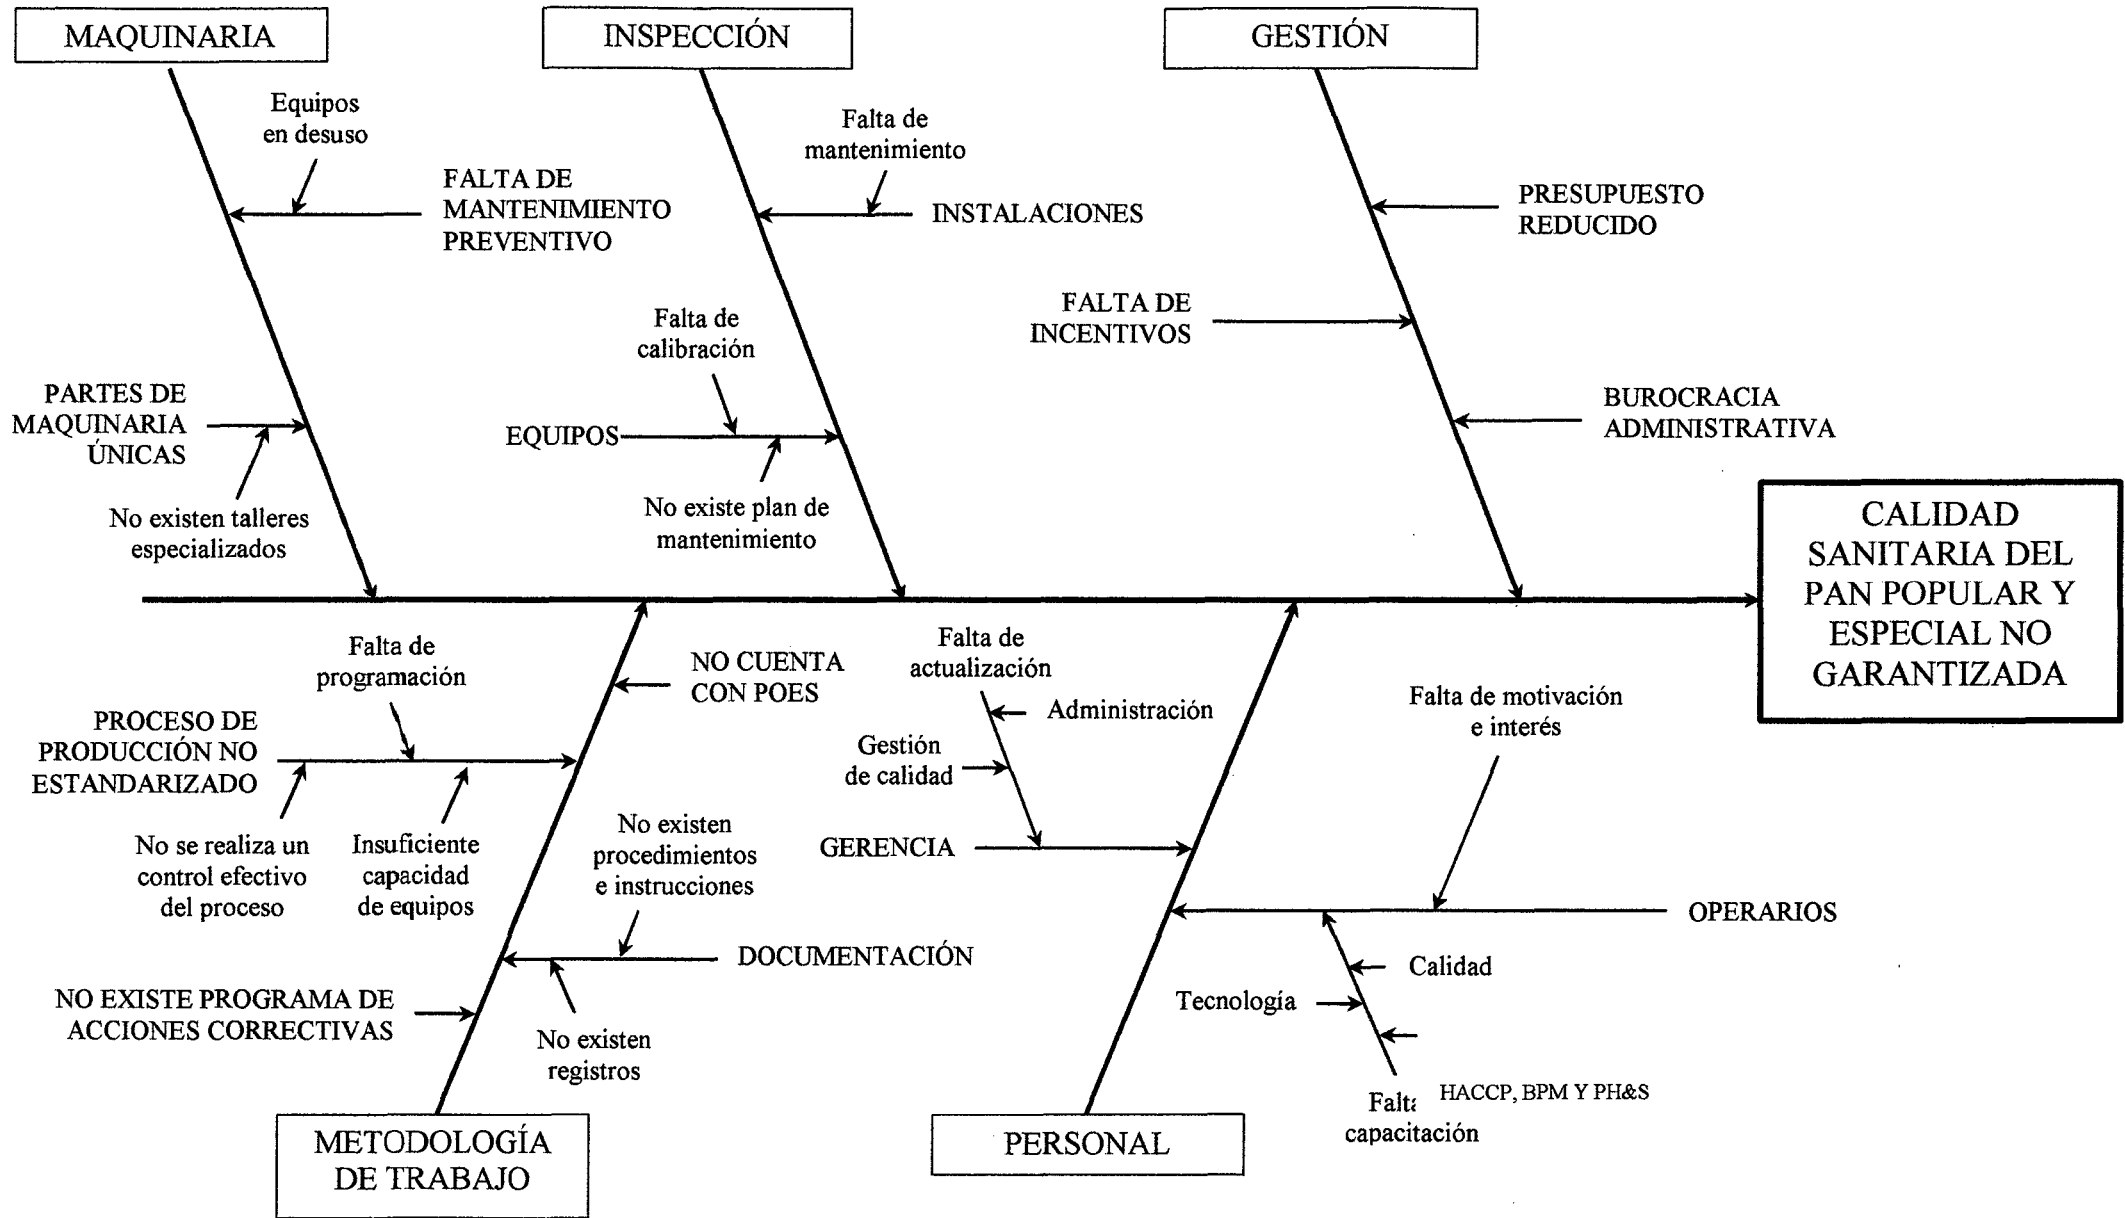 MAQUINARIA
INSPECCIÓN
GESTIÓN
Equipos
en desuso
FALTA DE
MANTENIMIENTO
PREVENTIVO
Falta de
mantenimiento
INSTALACIONES
PRESUPUESTO
REDUCIDO
FALTA DE
INCENTIVOS
Falta de
calibración
PARTES DE
MAQUINARIA
ÚNICAS
EQUIPOS
BUROCRACIA
ADMINISTRATIVA
No existen talleres
especializados
No existe plan de
mantenimiento
CALIDAD
SANITARIA DEL
PAN POPULAR Y
ESPECIAL NO
GARANTIZADA
Falta de
programación
NO CUENTA
CON POES
Falta de
actualización
Administración
Gestión
de calidad
Falta de motivación
e interés
PROCESO DE
PRODUCCIÓN NO
ESTANDARIZADO
No se realiza un
control efectivo
del proceso
Insuficiente
capacidad
de equipos
No existen
procedimientos
e instrucciones
GERENCIA
OPERARIOS
DOCUMENTACIÓN
Calidad
Tecnología
NO EXISTE PROGRAMA DE
ACCIONES CORRECTIVAS
No existen
registros
HACCP, BPM Y PH&S
Falta
capacitación
METODOLOGÍA
DE TRABAJO
PERSONAL